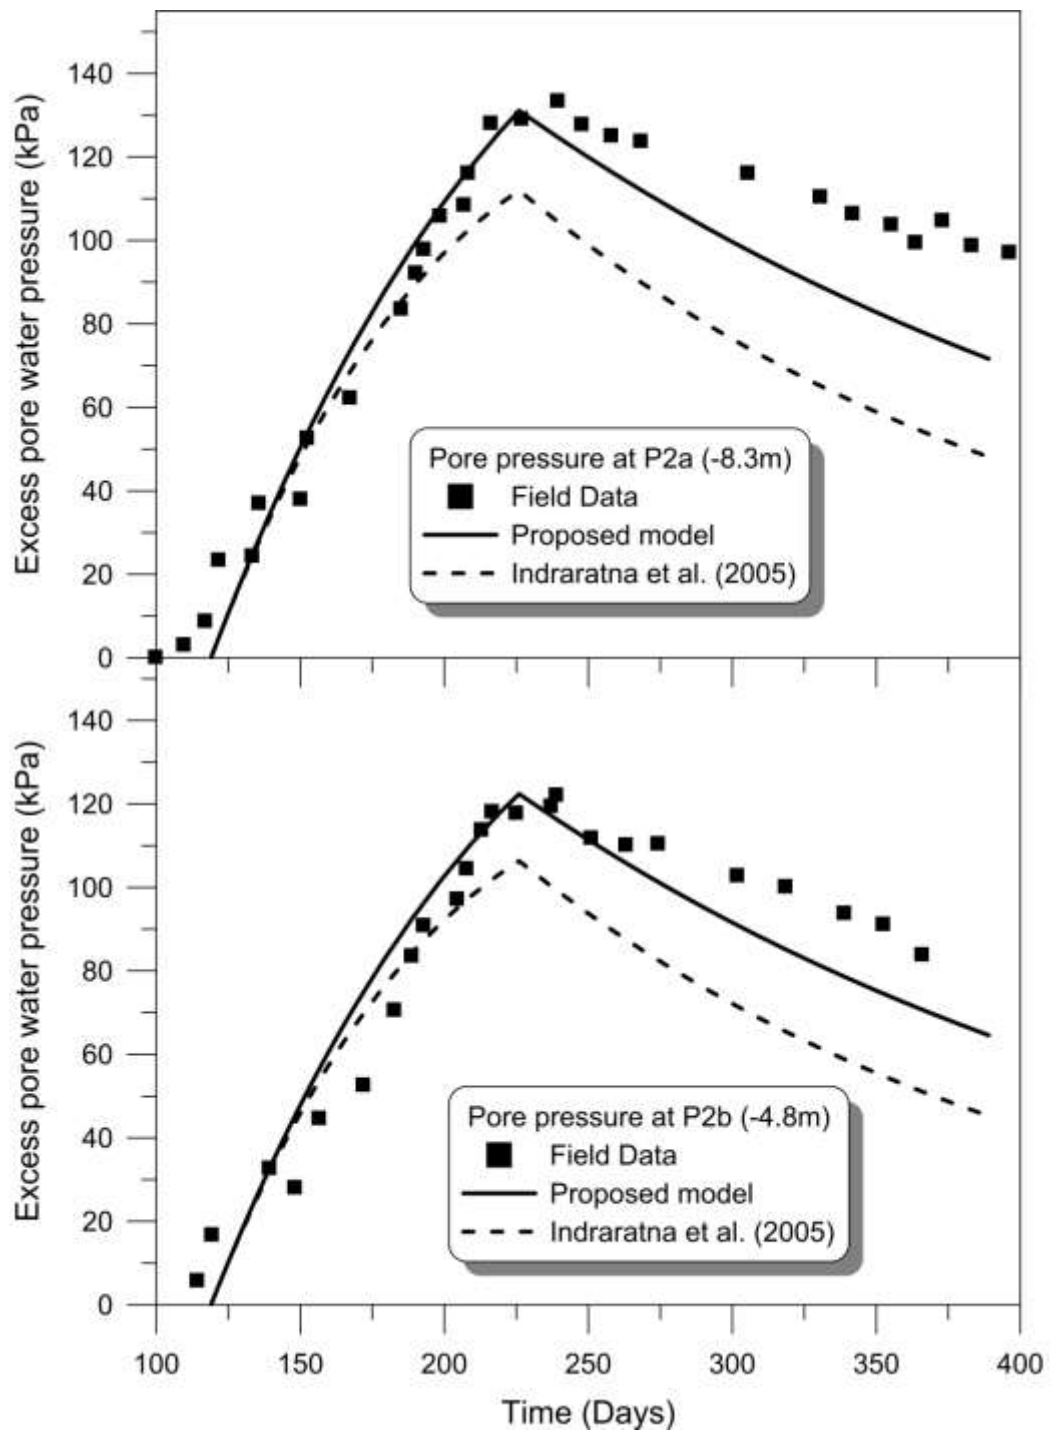 Excess pore water pressure (kPa)
140
120
100
80
60
40
20
0
Pore pressure at P2a (-8.3m)
Field Data
Proposed model
Indraratna et al. (2005)
Excess pore water pressure (kPa)
140
120
100
80
60
40
20
0
Pore pressure at P2b (-4.8m)
Field Data
Proposed model
Indraratna et al. (2005)
100 150 200 250 300 350 400
Time (Days)